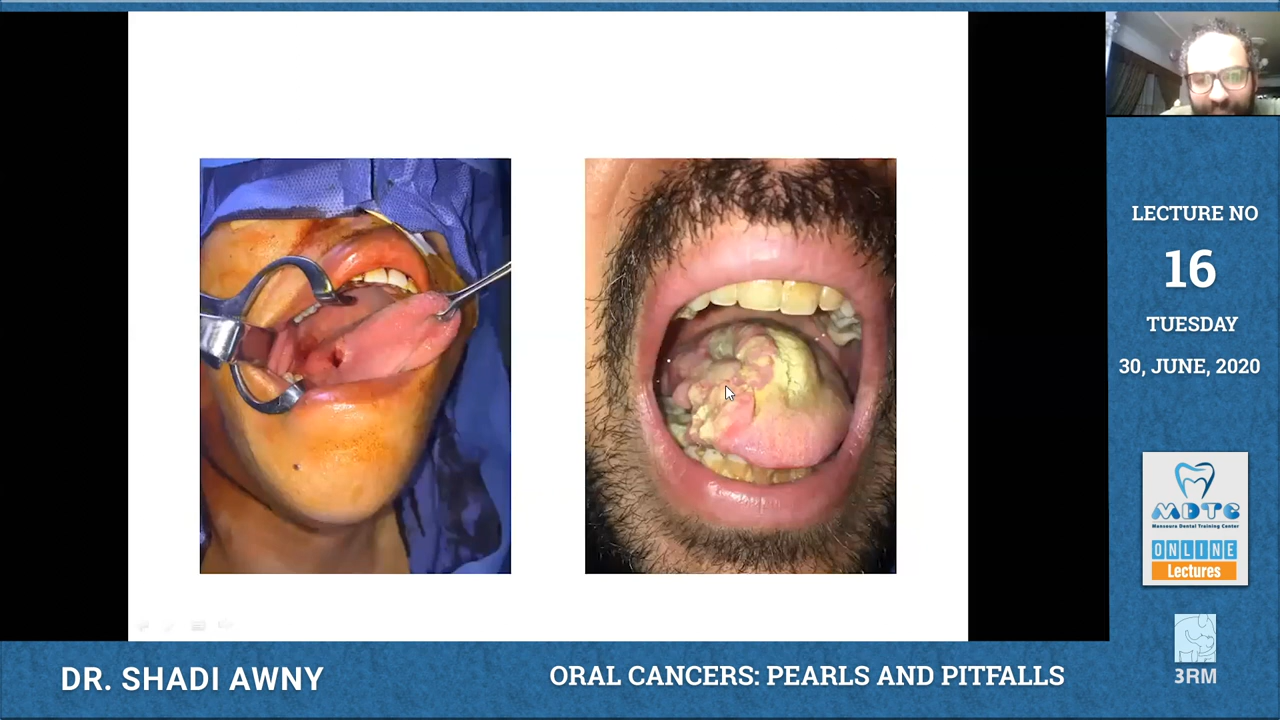 LECTURE NO
16
TUESDAY
30, JUNE, 2020
MDTC
Mansoura Dental Training Center
ONLINE
Lectures
3RM
DR. SHADI AWNY
ORAL CANCERS: PEARLS AND PITFALLS